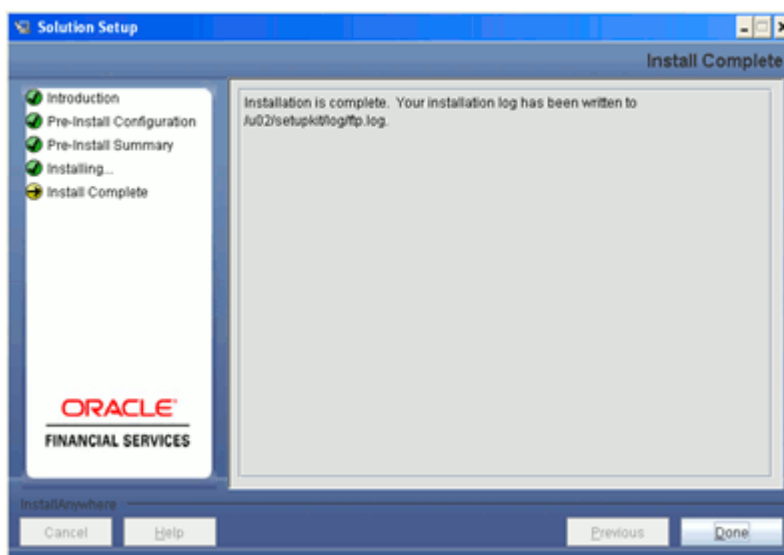 Solution Setup
Install Complete
Introduction
Pre-Install Configuration
Pre-Install Summary
Installing...
Install Complete
Installation is complete. Your installation log has been written to
/u02/setupkit/log/ftp.log.
ORACLE
FINANCIAL SERVICES
InstallAnywhere
Cancel
Help
Previous
Done